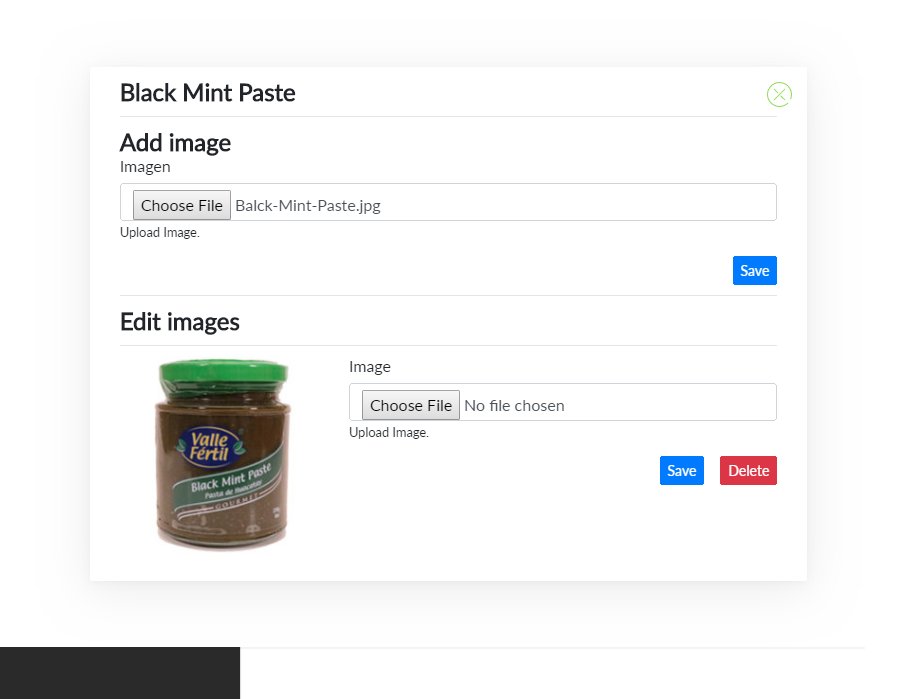 Black Mint Paste
Add image
Imagen
Choose File Balck-Mint-Paste.jpg
Upload Image.
Save
Edit images
Image
Choose File No file chosen
Upload Image.
Save Delete
Valle
Fértil
Black Mint Paste
Pasta de huacatay
GOURMET